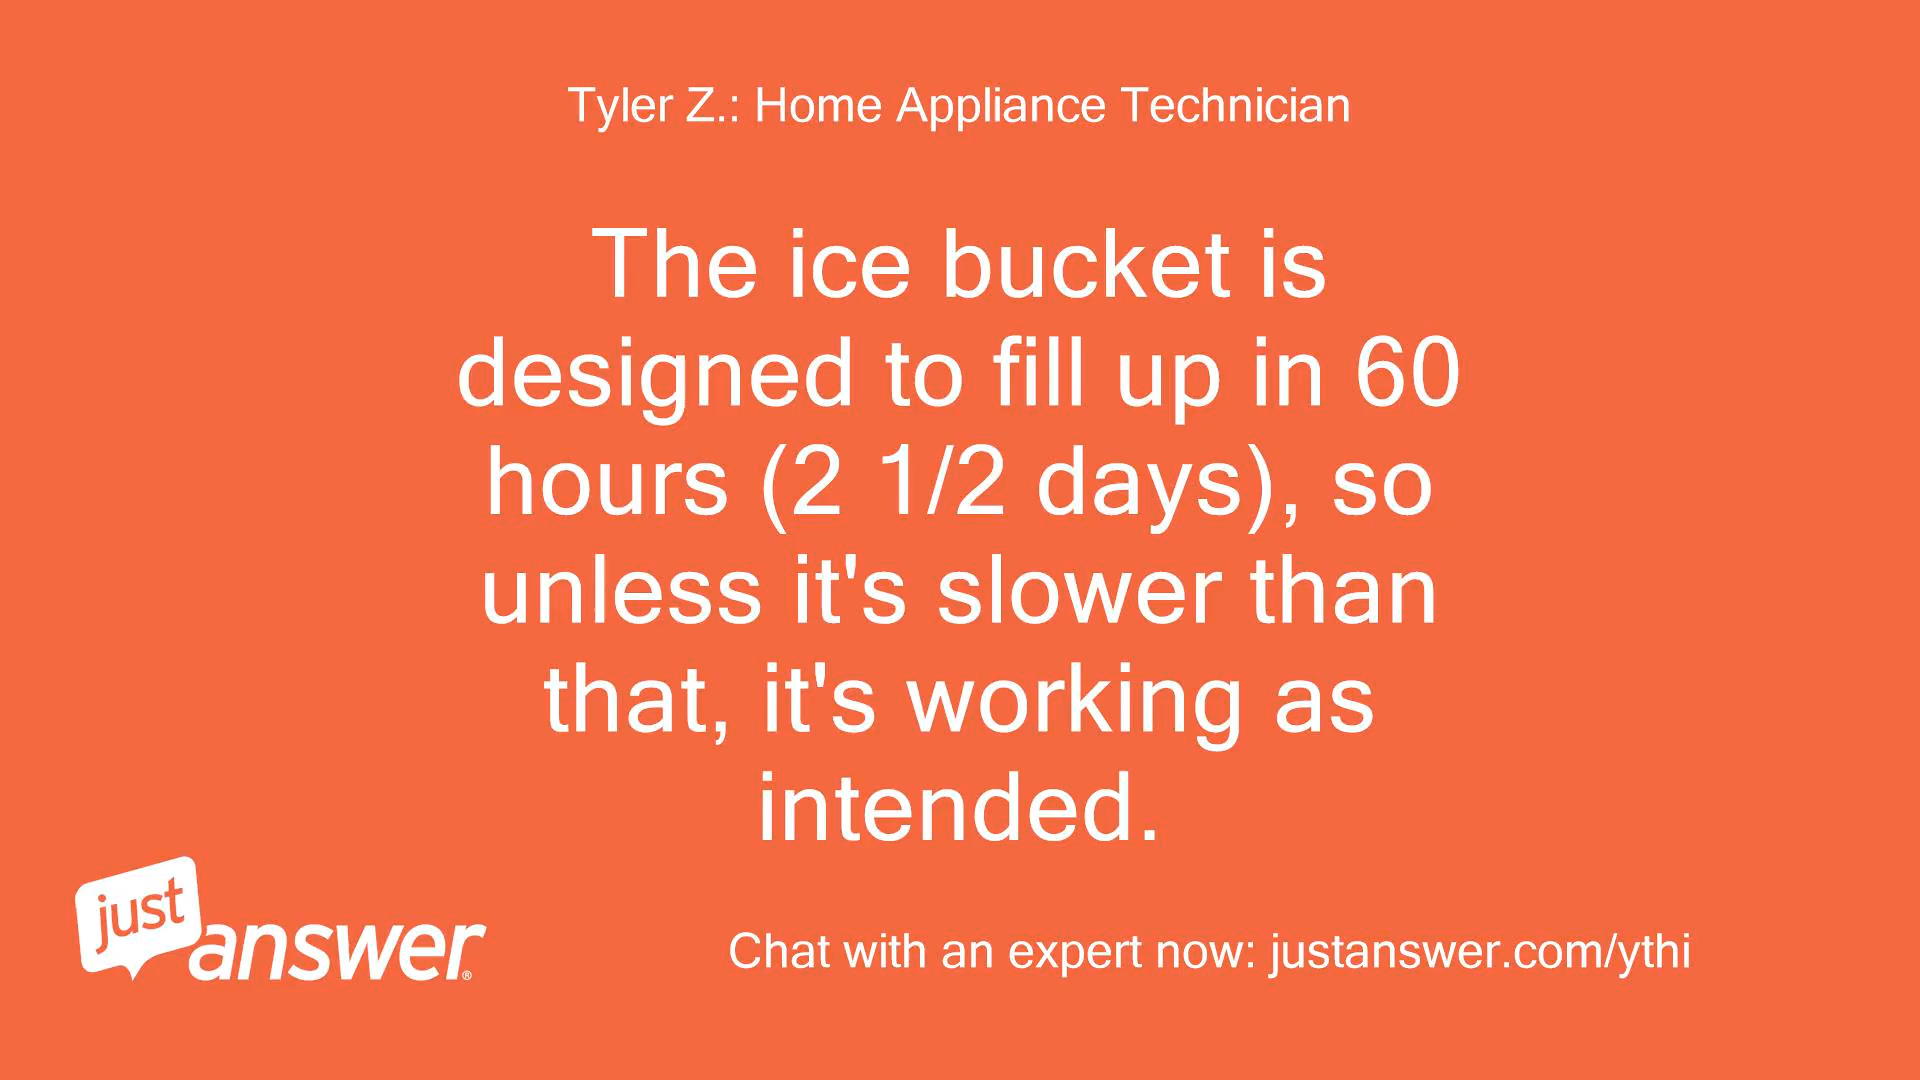 Tyler Z.: Home Appliance Technician
The ice bucket is
designed to fill up in 60
hours (2 1/2 days), so
unless it's slower than
that, it's working as
intended.
just
answer®
Chat with an expert now: justanswer.com/ythi